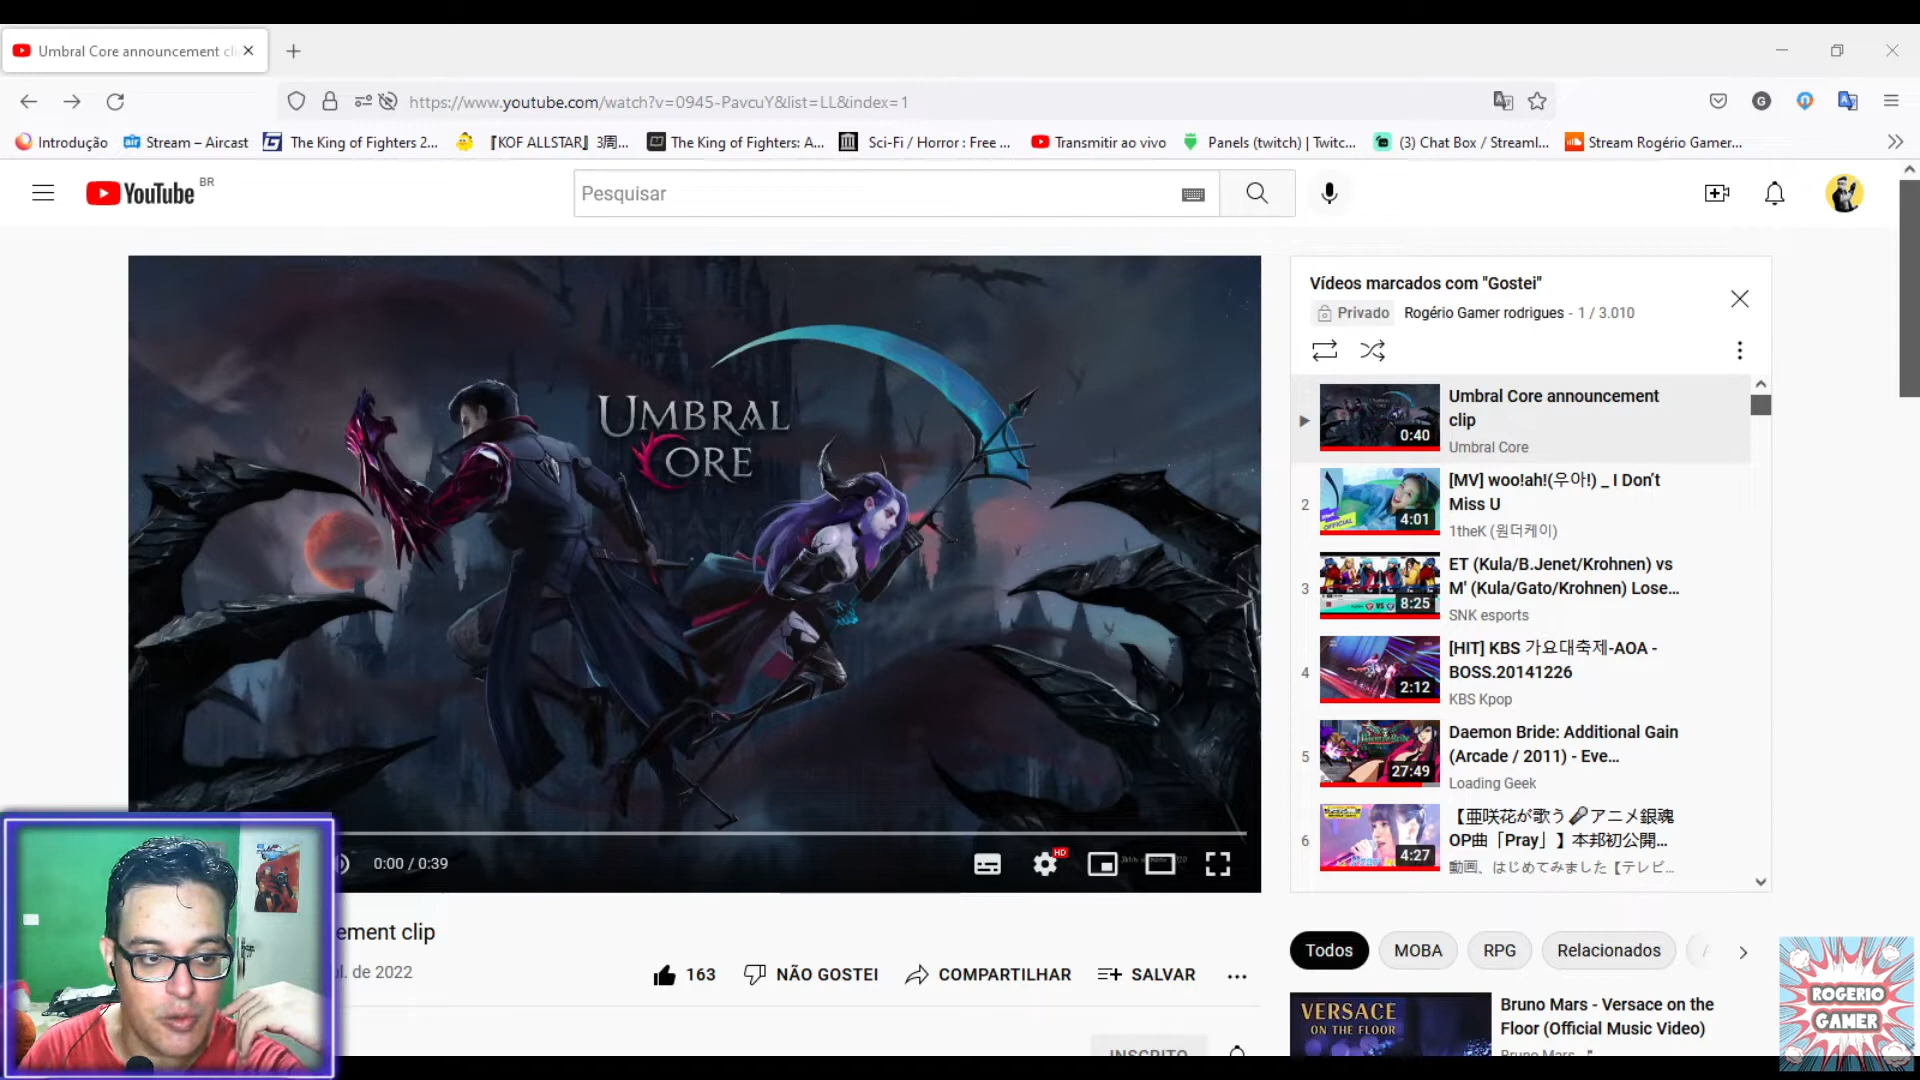 Umbral Core announcement cli
https://www.youtube.com/watch?v=0945-PavcuY&list=LL&index=1
G
Introdução
Stream – Aircast
The King of Fighters 2...
『KOF ALLSTAR』3周...
The King of Fighters: A...
Sci-Fi / Horror : Free ...
Transmitir ao vivo
Panels (twitch) | Twitc...
(3) Chat Box / Streaml...
Stream Rogério Gamer...
YouTube BR
Pesquisar
UMBRAL
CORE
Vídeos marcados com "Gostei"
Privado
Rogério Gamer rodrigues - 1 / 3.010
0:40
Umbral Core announcement
clip
Umbral Core
2
4:01
[MV] woo!ah!(우아!) _ I Don’t
Miss U
1theK (원더케이)
3
8:25
ET (Kula/B.Jenet/Krohnen) vs
M' (Kula/Gato/Krohnen) Lose...
SNK esports
4
2:12
[HIT] KBS 가요대축제-AOA -
BOSS.20141226
KBS Kpop
5
27:49
Daemon Bride: Additional Gain
(Arcade / 2011) - Eve...
Loading Geek
6
4:27
【亜咲花が歌う🎤アニメ銀魂
OP曲「Pray」】本邦初公開...
動画、はじめてみました【テレビ...
0:00 / 0:39
HD
ement clip
ul. de 2022
163
NÃO GOSTEI
COMPARTILHAR
SALVAR
INSCRITO
Todos
MOBA
RPG
Relacionados
VERSACE
ON THE FLOOR
Bruno Mars - Versace on the
Floor (Official Music Video)
Bruno Mars
ROGERIO
GAMER